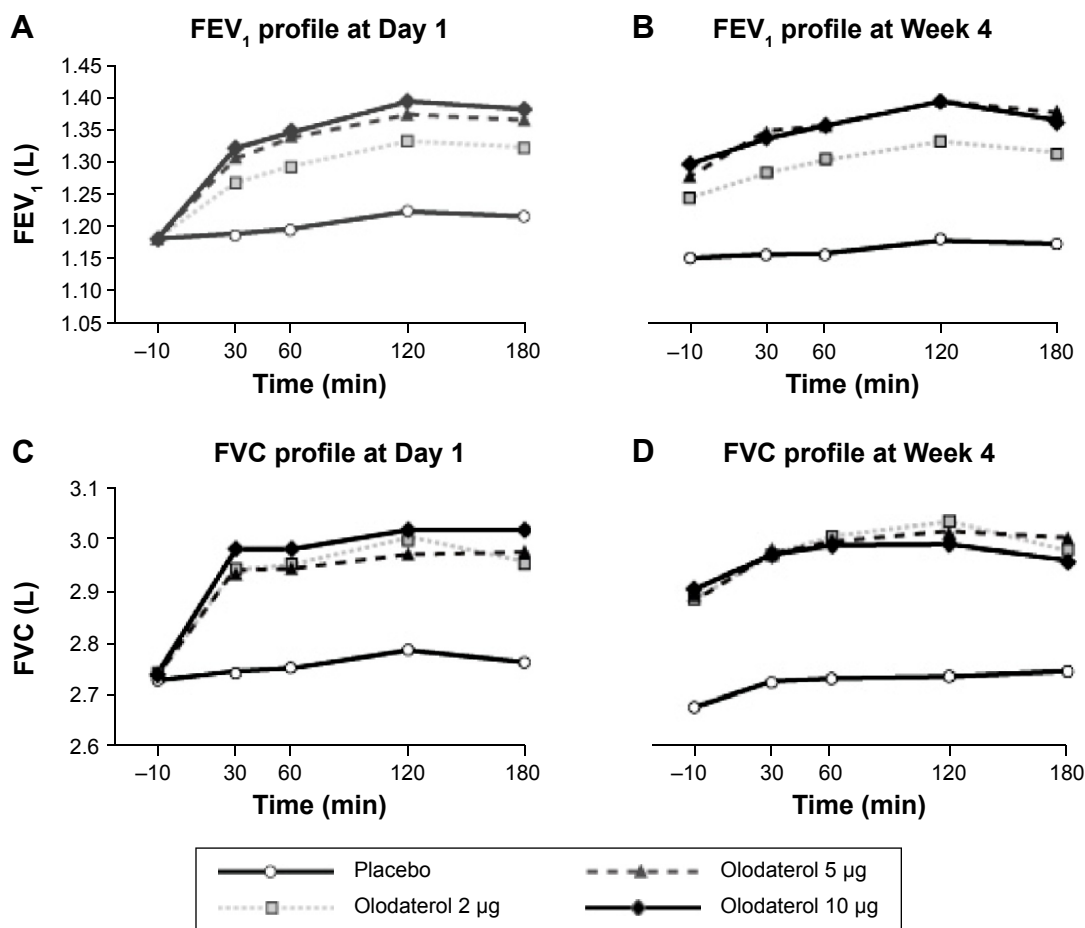 A FEV₁ profile at Day 1
FEV₁ (L)
1.45
1.40
1.35
1.30
1.25
1.20
1.15
1.10
1.05
–10 30 60 120 180
Time (min)
B FEV₁ profile at Week 4
–10 30 60 120 180
Time (min)
C FVC profile at Day 1
FVC (L)
3.1
3.0
2.9
2.8
2.7
2.6
–10 30 60 120 180
Time (min)
D FVC profile at Week 4
–10 30 60 120 180
Time (min)
Placebo
Olodaterol 2 µg
Olodaterol 5 µg
Olodaterol 10 µg